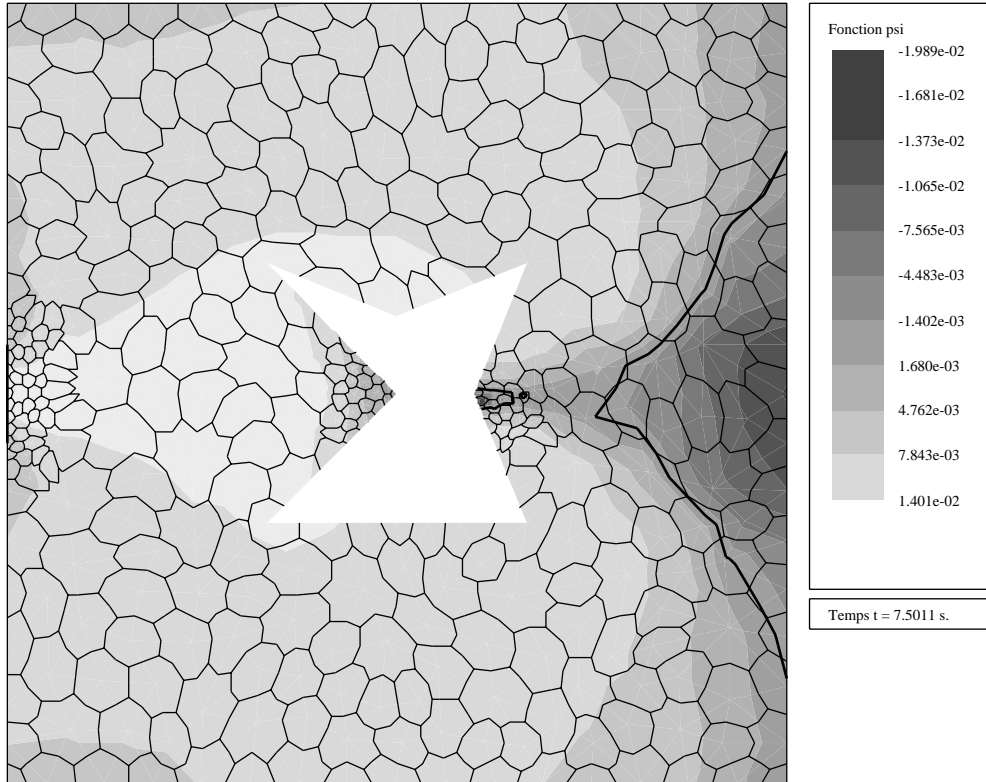 Fonction psi
-1.989e-02
-1.681e-02
-1.373e-02
-1.065e-02
-7.565e-03
-4.483e-03
-1.402e-03
1.680e-03
4.762e-03
7.843e-03
1.401e-02
Temps t = 7.5011 s.